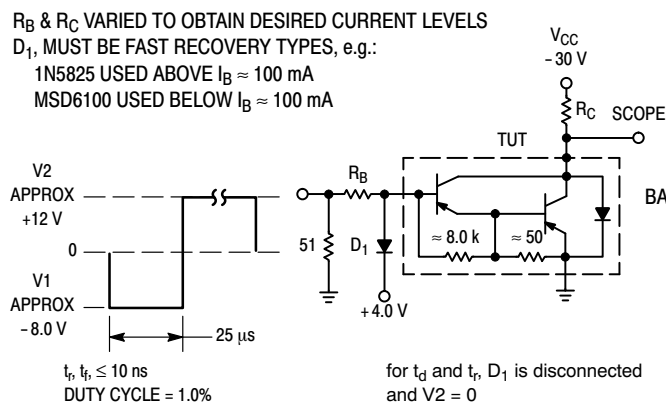 R_B & R_C VARIED TO OBTAIN DESIRED CURRENT LEVELS
D_1, MUST BE FAST RECOVERY TYPES, e.g.:
1N5825 USED ABOVE I_B ≈ 100 mA
MSD6100 USED BELOW I_B ≈ 100 mA
V_CC
– 30 V
R_C
SCOPE
TUT
V2
APPROX
+12 V
0
V1
APPROX
– 8.0 V
25 μs
R_B
51
D_1
+ 4.0 V
≈ 8.0 k
≈ 50
BA
t_r, t_f, ≤ 10 ns
DUTY CYCLE = 1.0%
for t_d and t_r, D_1 is disconnected
and V2 = 0